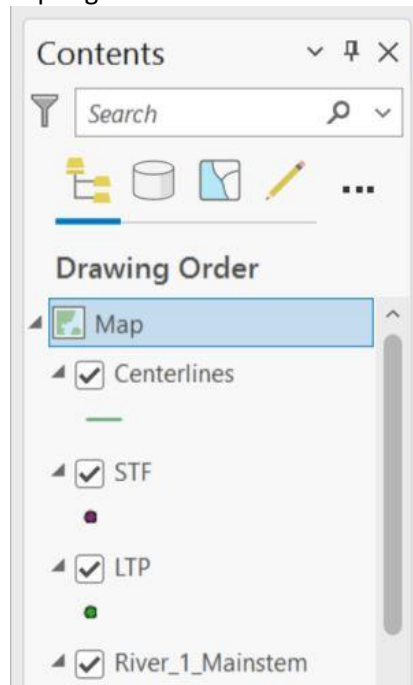 Contents
Search
Drawing Order
Map
Centerlines
STF
LTP
River_1_Mainstem